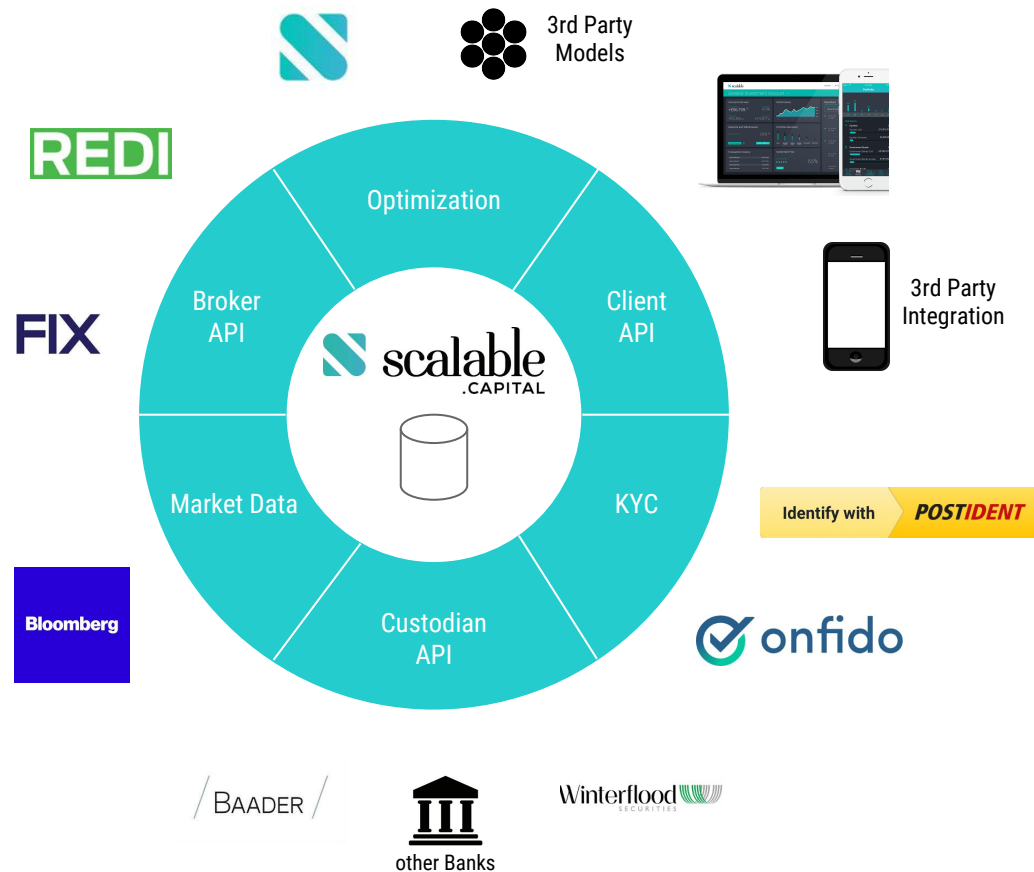 3rd Party
Models
REDI
Optimization
Broker
API
Client
API
3rd Party
Integration
FIX
scalable
.CAPITAL
Market Data
KYC
Identify with
POSTIDENT
Bloomberg
Custodian
API
onfido
BAADER
Winterflood
SECURITIES
other Banks